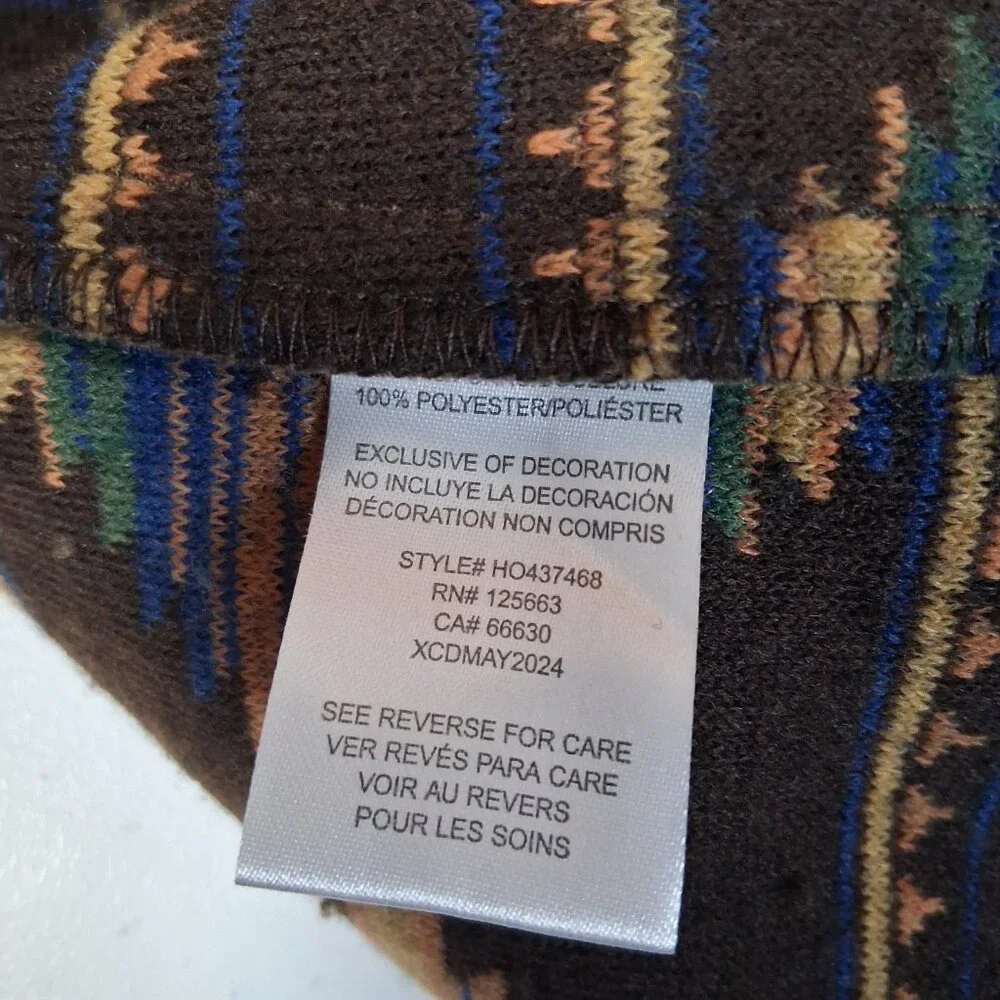 100% POLYESTER/POLIÉSTER
EXCLUSIVE OF DECORATION
NO INCLUYE LA DECORACIÓN
DÉCORATION NON COMPRIS
STYLE# HO437468
RN# 125663
CA# 66630
XCDMAY2024
SEE REVERSE FOR CARE
VER REVÉS PARA CARE
VOIR AU REVERS
POUR LES SOINS